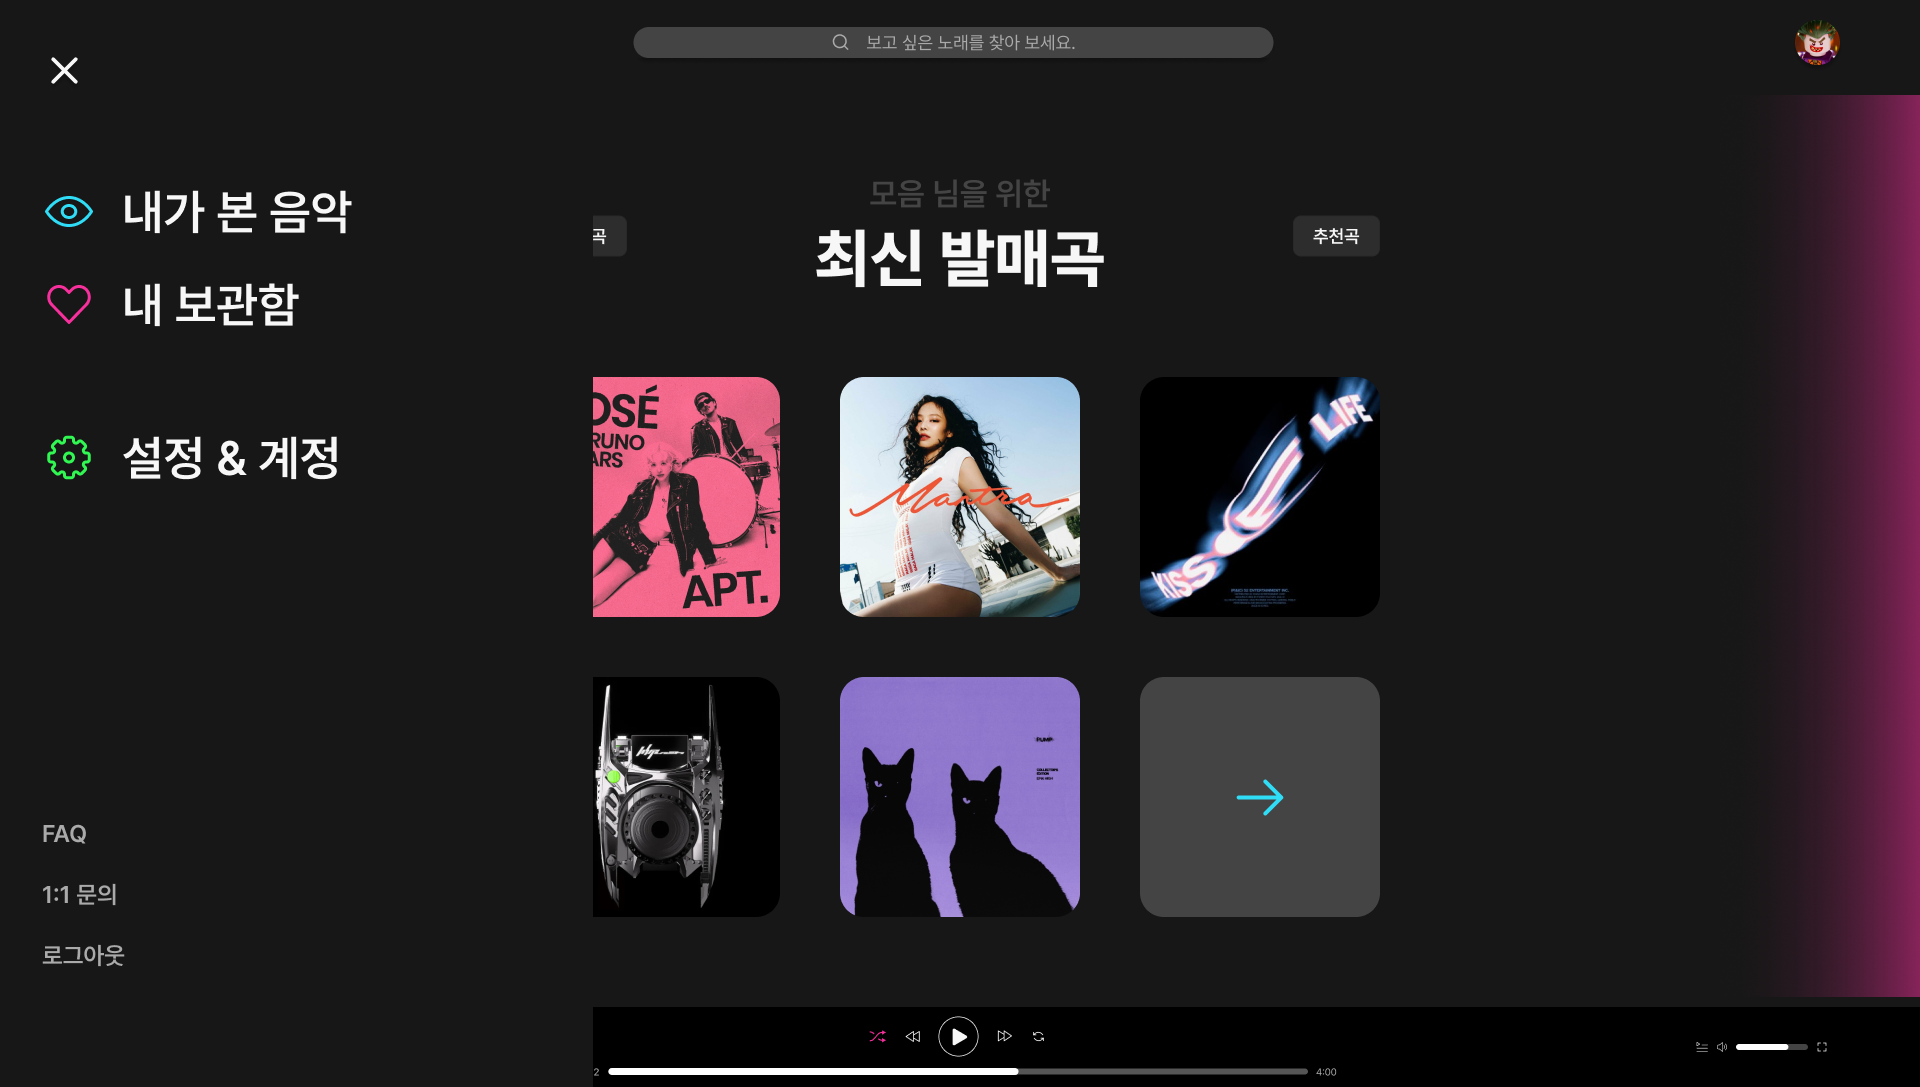 보고 싶은 노래를 찾아 보세요.
내가 본 음악
내 보관함
설정 & 계정
FAQ
1:1 문의
로그아웃
모음 님을 위한
최신 발매곡
곡
추천곡
OSÉ
RUNO
ARS
APT.
Mantra
LIFE
KISS
PUMP
COLLECTOR'S
EDITION
2
4:00